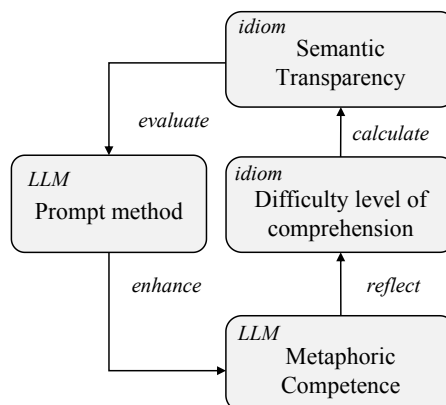 idiom
Semantic
Transparency
evaluate
calculate
LLM
Prompt method
idiom
Difficulty level of
comprehension
enhance
reflect
LLM
Metaphoric
Competence